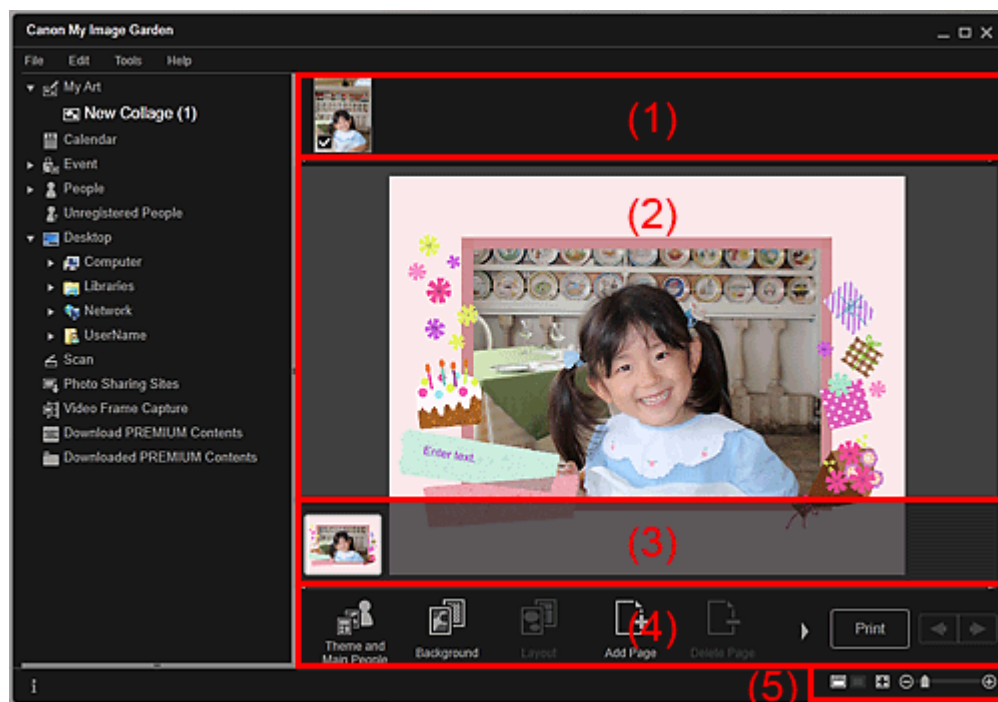 Canon My Image Garden
File Edit Tools Help
My Art
New Collage (1)
Calendar
Event
People
Unregistered People
Desktop
Computer
Libraries
Network
UserName
Scan
Photo Sharing Sites
Video Frame Capture
Download PREMIUM Contents
Downloaded PREMIUM Contents
(1)
(2)
Enter text.
(3)
(4)
Theme and
Main People
Background
Layout
Add Page
Delete Page
Print
(5)